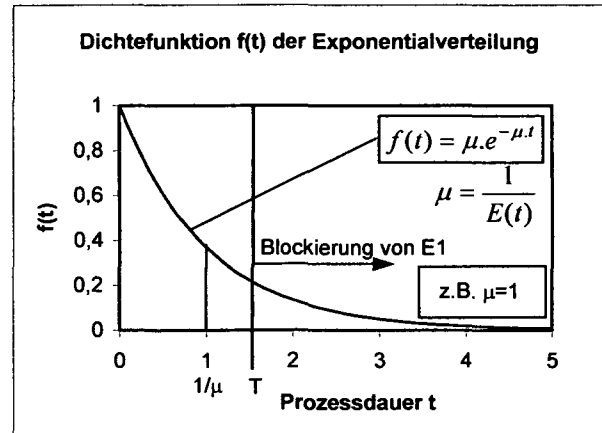 Dichtefunktion f(t) der Exponentialverteilung
1
0,8
0,6
0,4
0,2
0
f(t)
f(t) = μ.e^{-μ.t}
μ = \frac{1}{E(t)}
Blockierung von E1
z.B. μ=1
0 1 2 3 4 5
1/μ T
Prozessdauer t